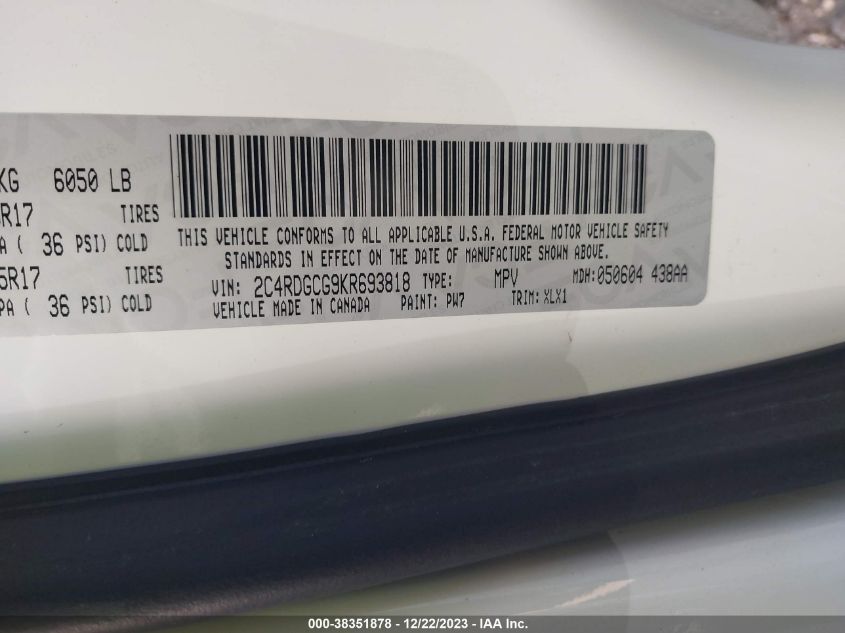 KG 6050 LB
R17 TIRES
PA ( 36 PSI) COLD
5R17 TIRES
PA ( 36 PSI) COLD
THIS VEHICLE CONFORMS TO ALL APPLICABLE U.S.A. FEDERAL MOTOR VEHICLE SAFETY
STANDARDS IN EFFECT ON THE DATE OF MANUFACTURE SHOWN ABOVE.
VIN: 2C4RDGCG9KR693818 TYPE: MPV MDH: 050604 438AA
VEHICLE MADE IN CANADA PAINT: PW7 TRIM: XLX1
000-38351878 - 12/22/2023 - IAA Inc.